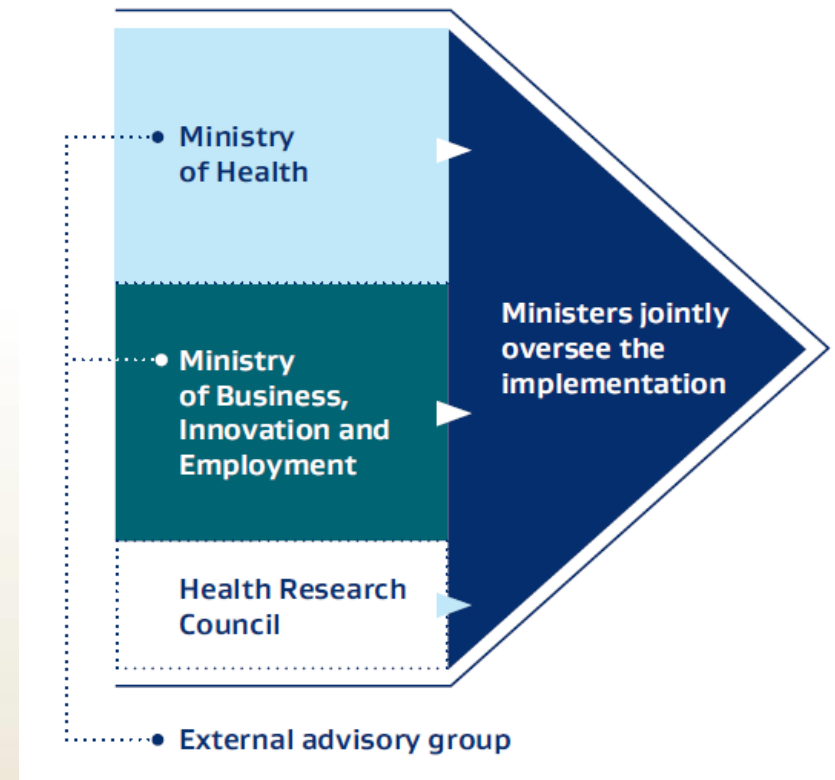 Ministry
of Health
Ministry
of Business,
Innovation and
Employment
Health Research
Council
Ministers jointly
oversee the
implementation
External advisory group